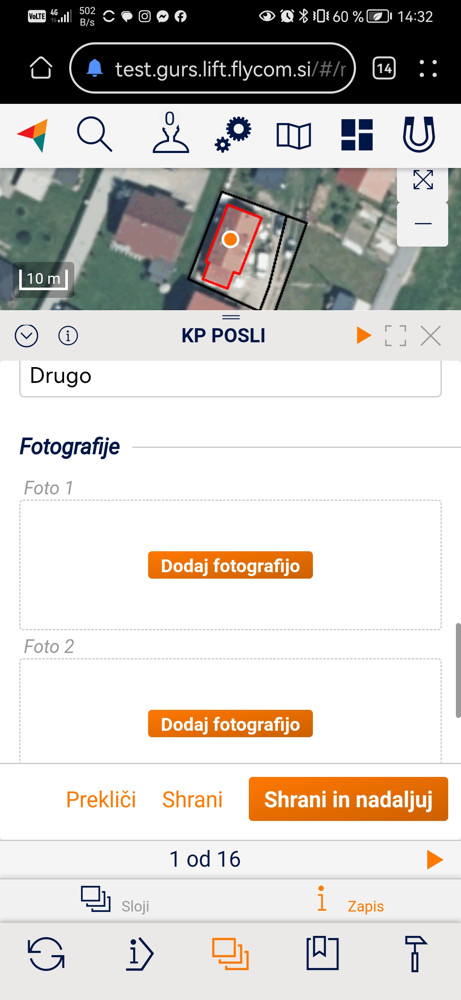 VoLTE 4G 502 B/s 60 % 14:32
test.gurs.lift.flycom.si/#/r 14
0
10 m
KP POSLI
Drugo
Fotografije
Foto 1
Dodaj fotografijo
Foto 2
Dodaj fotografijo
Prekliči Shrani Shrani in nadaljuj
1 od 16
Sloji Zapis